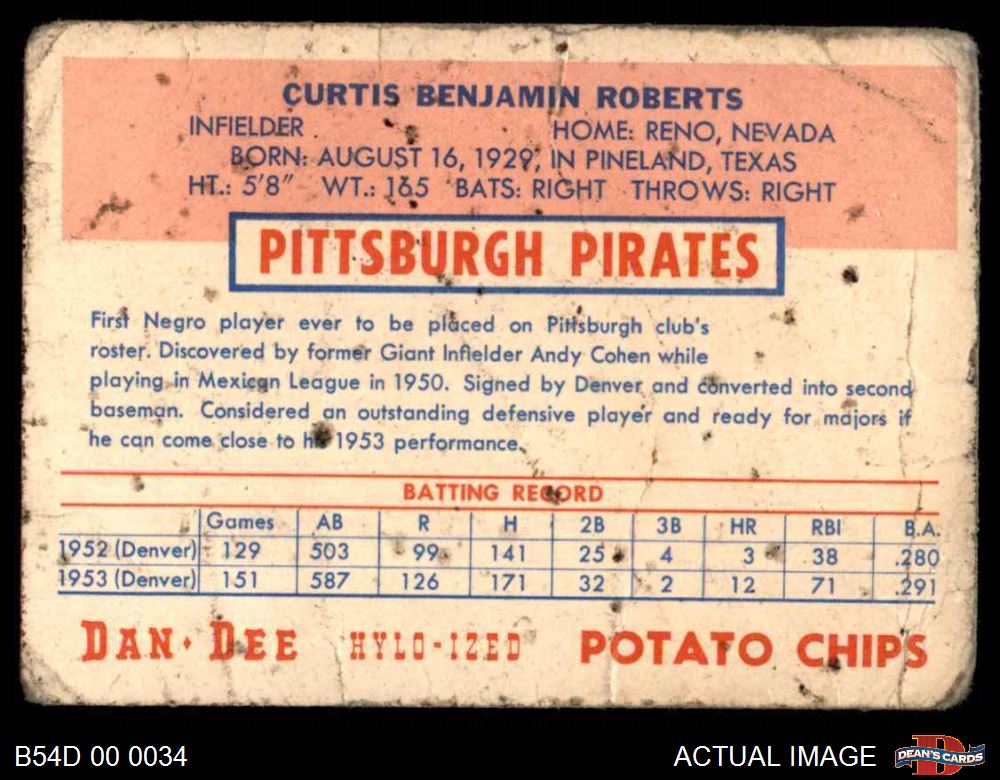 CURTIS BENJAMIN ROBERTS
INFIELDER HOME: RENO, NEVADA
BORN: AUGUST 16, 1929, IN PINELAND, TEXAS
HT.: 5'8" WT.: 165 BATS: RIGHT THROWS: RIGHT
PITTSBURGH PIRATES
First Negro player ever to be placed on Pittsburgh club's
roster. Discovered by former Giant Infielder Andy Cohen while
playing in Mexican League in 1950. Signed by Denver and converted into second
baseman. Considered an outstanding defensive player and ready for majors if
he can come close to his 1953 performance.
BATTING RECORD
Games AB R H 2B 3B HR RBI B.A.
1952 (Denver) 129 503 99 141 25 4 3 38 .280
1953 (Denver) 151 587 126 171 32 2 12 71 .291
DAN·DEE HYLO-IZED POTATO CHIPS
B54D 00 0034 ACTUAL IMAGE DEAN'S CARDS